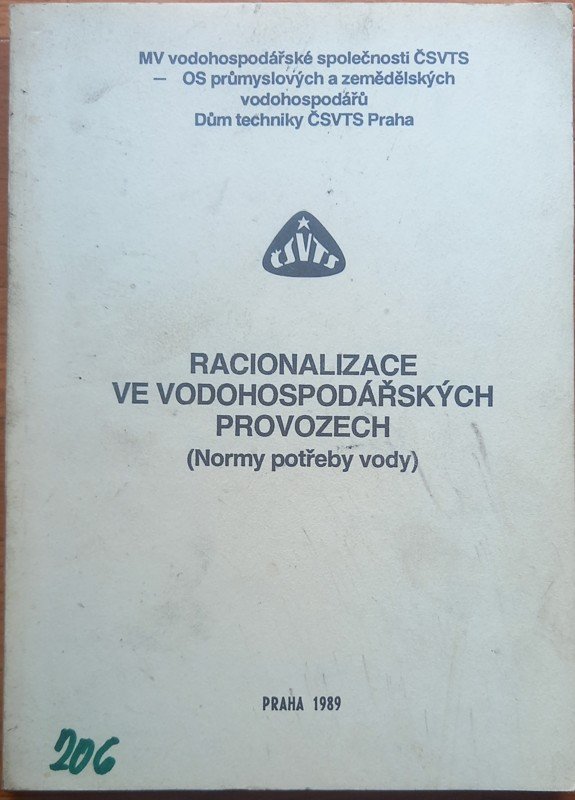 MV vodohospodářské společnosti ČSVTS
— OS průmyslových a zemědělských
vodohospodářů
Dům techniky ČSVTS Praha
ČSVTS
RACIONALIZACE
VE VODOHOSPODÁŘSKÝCH
PROVOZECH
(Normy potřeby vody)
PRAHA 1989
206